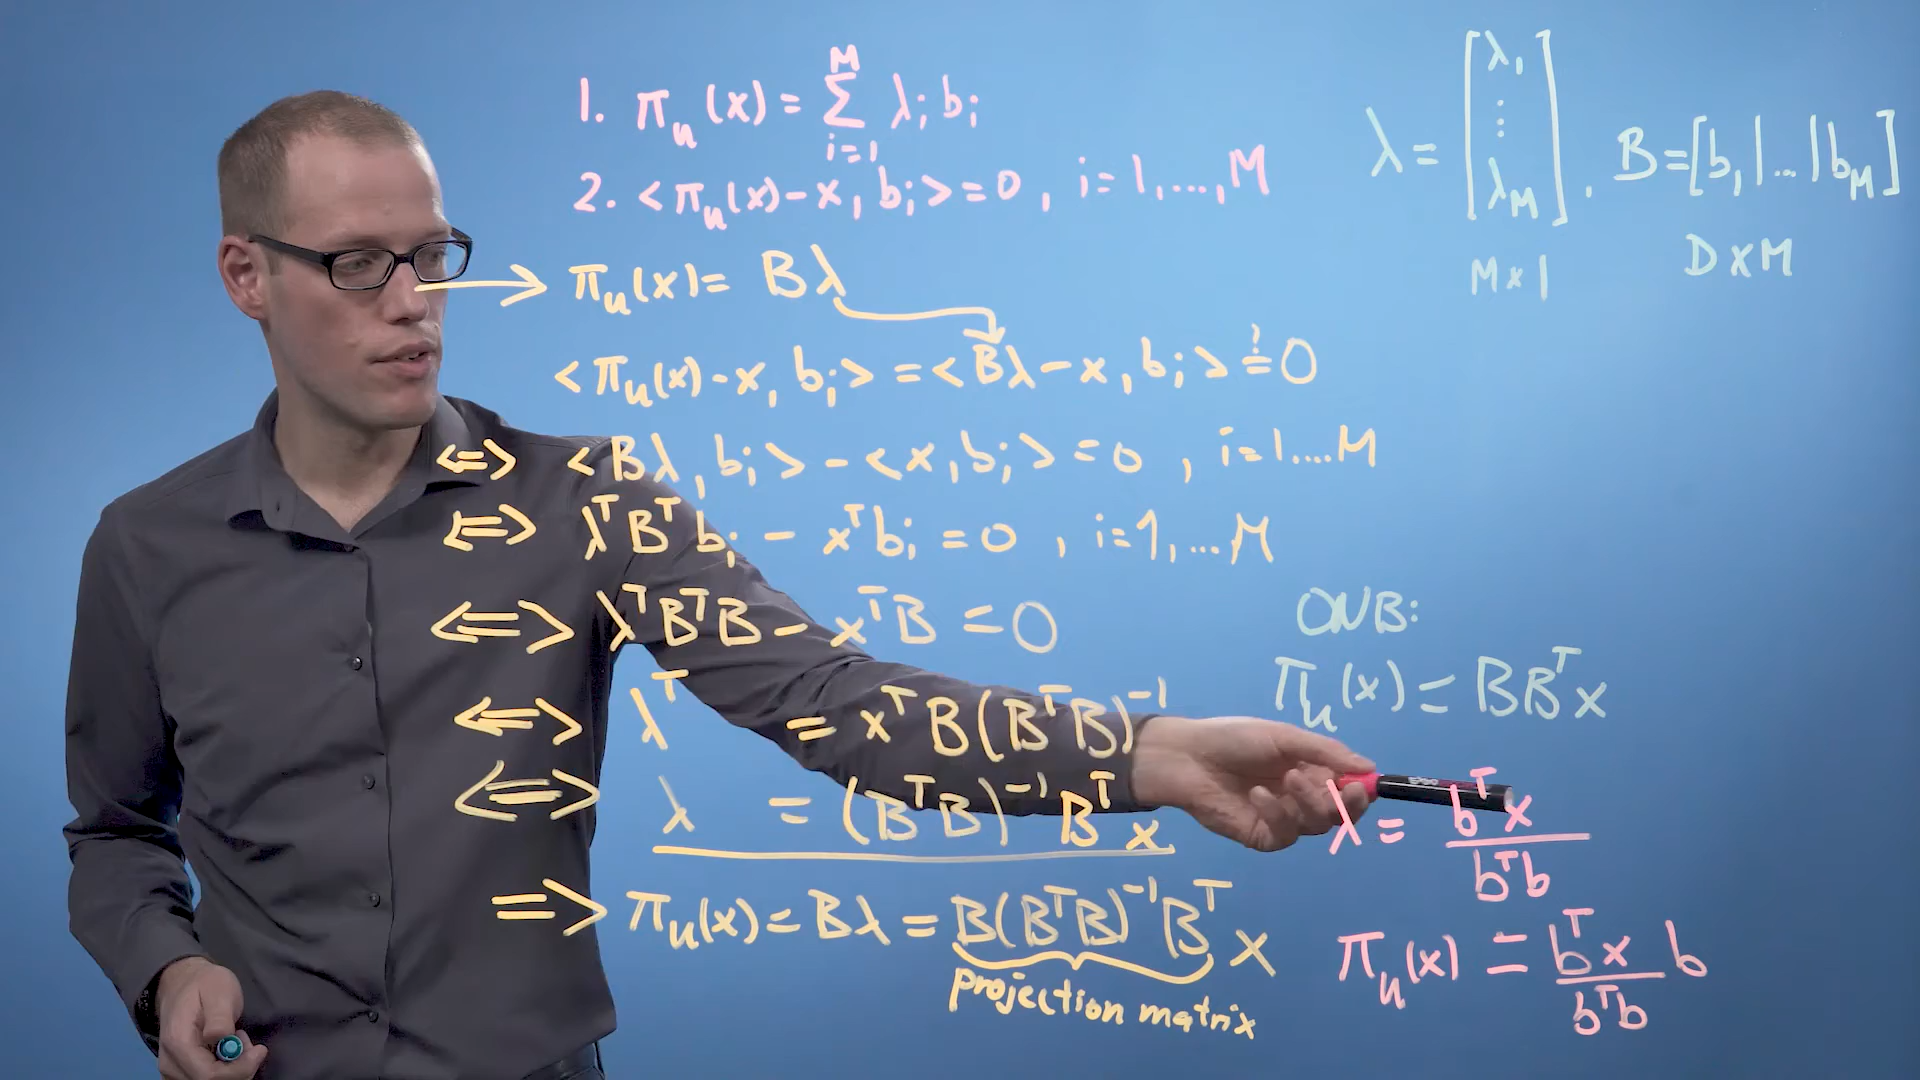 1. π_u(x) = Σ_{i=1}^{M} λ_i b_i
2. <π_u(x) - x, b_i> = 0, i = 1, ..., M
→ π_u(x) = Bλ
<π_u(x) - x, b_i> = <Bλ - x, b_i> ≟ 0
⇔ <Bλ, b_i> - <x, b_i> = 0, i = 1....M
⇔ λ^T B^T b_i - x^T b_i = 0, i = 1, ... M
⇔ λ^T B^T B - x^T B = 0
⇔ λ^T = x^T B (B^T B)^{-1}
⇔ λ = (B^T B)^{-1} B^T x
⇒ π_u(x) = Bλ = B(B^T B)^{-1} B^T x
projection matrix
λ = [λ_1 ⋮ λ_M], B = [b_1 | ... | b_M]
M x 1 D x M
ONB:
π_u(x) = B B^T x
λ = b^T x / b^T b
π_u(x) = b^T x / b^T b b